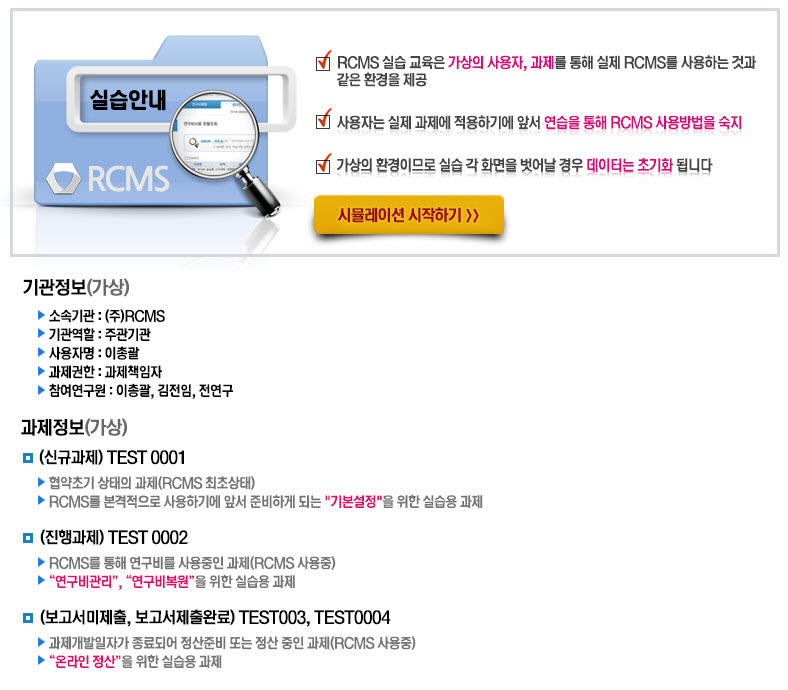 실습안내
RCMS
RCMS 실습 교육은 가상의 사용자, 과제를 통해 실제 RCMS를 사용하는 것과
같은 환경을 제공
사용자는 실제 과제에 적용하기에 앞서 연습을 통해 RCMS 사용방법을 숙지
가상의 환경이므로 실습 각 화면을 벗어날 경우 데이터는 초기화 됩니다
시뮬레이션 시작하기 >>
기관정보(가상)
소속기관 : (주)RCMS
기관역할 : 주관기관
사용자명 : 이총괄
과제권한 : 과제책임자
참여연구원 : 이총괄, 김전임, 전연구
과제정보(가상)
(신규과제) TEST 0001
협약초기 상태의 과제(RCMS 최초상태)
RCMS를 본격적으로 사용하기에 앞서 준비하게 되는 "기본설정"을 위한 실습용 과제
(진행과제) TEST 0002
RCMS를 통해 연구비를 사용중인 과제(RCMS 사용중)
“연구비관리”, “연구비복원”을 위한 실습용 과제
(보고서미제출, 보고서제출완료) TEST003, TEST0004
과제개발일자가 종료되어 정산준비 또는 정산 중인 과제(RCMS 사용중)
“온라인 정산”을 위한 실습용 과제